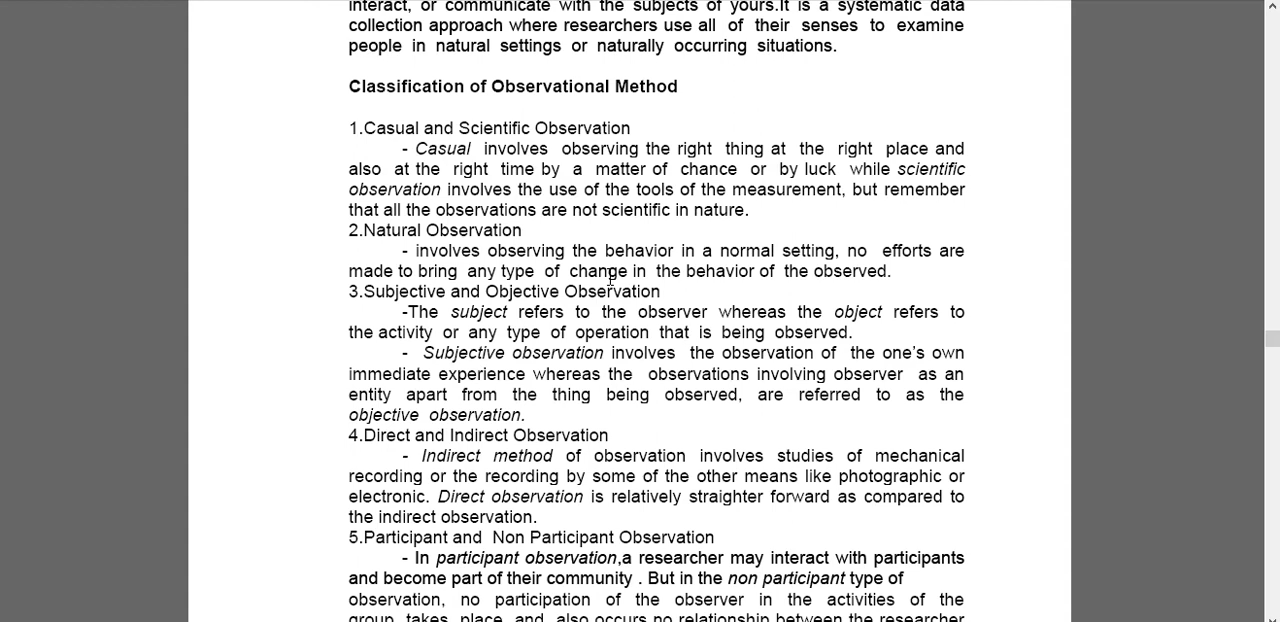 interact, or communicate with the subjects of yours.It is a systematic data
collection approach where researchers use all of their senses to examine
people in natural settings or naturally occurring situations.
Classification of Observational Method
1.Casual and Scientific Observation
- Casual involves observing the right thing at the right place and
also at the right time by a matter of chance or by luck while scientific
observation involves the use of the tools of the measurement, but remember
that all the observations are not scientific in nature.
2.Natural Observation
- involves observing the behavior in a normal setting, no efforts are
made to bring any type of change in the behavior of the observed.
3.Subjective and Objective Observation
-The subject refers to the observer whereas the object refers to
the activity or any type of operation that is being observed.
- Subjective observation involves the observation of the one’s own
immediate experience whereas the observations involving observer as an
entity apart from the thing being observed, are referred to as the
objective observation.
4.Direct and Indirect Observation
- Indirect method of observation involves studies of mechanical
recording or the recording by some of the other means like photographic or
electronic. Direct observation is relatively straighter forward as compared to
the indirect observation.
5.Participant and Non Participant Observation
- In participant observation,a researcher may interact with participants
and become part of their community . But in the non participant type of
observation, no participation of the observer in the activities of the
group takes place and also occurs no relationship between the researcher